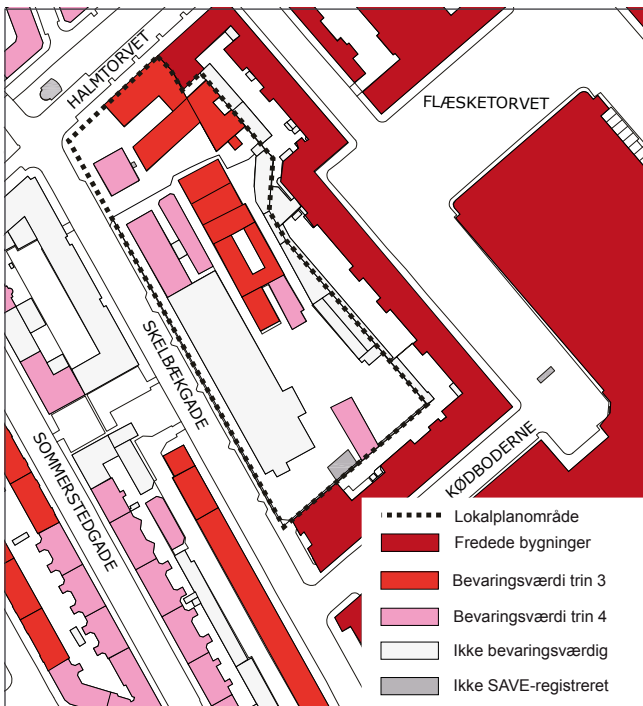 HALMTORVET
FLÆSKETORVET
SKELBÆKGADE
SOMMERSTEDGADE
KØDBODERNE
Lokalplanområde
Fredede bygninger
Bevaringsværdi trin 3
Bevaringsværdi trin 4
Ikke bevaringsværdig
Ikke SAVE-registreret